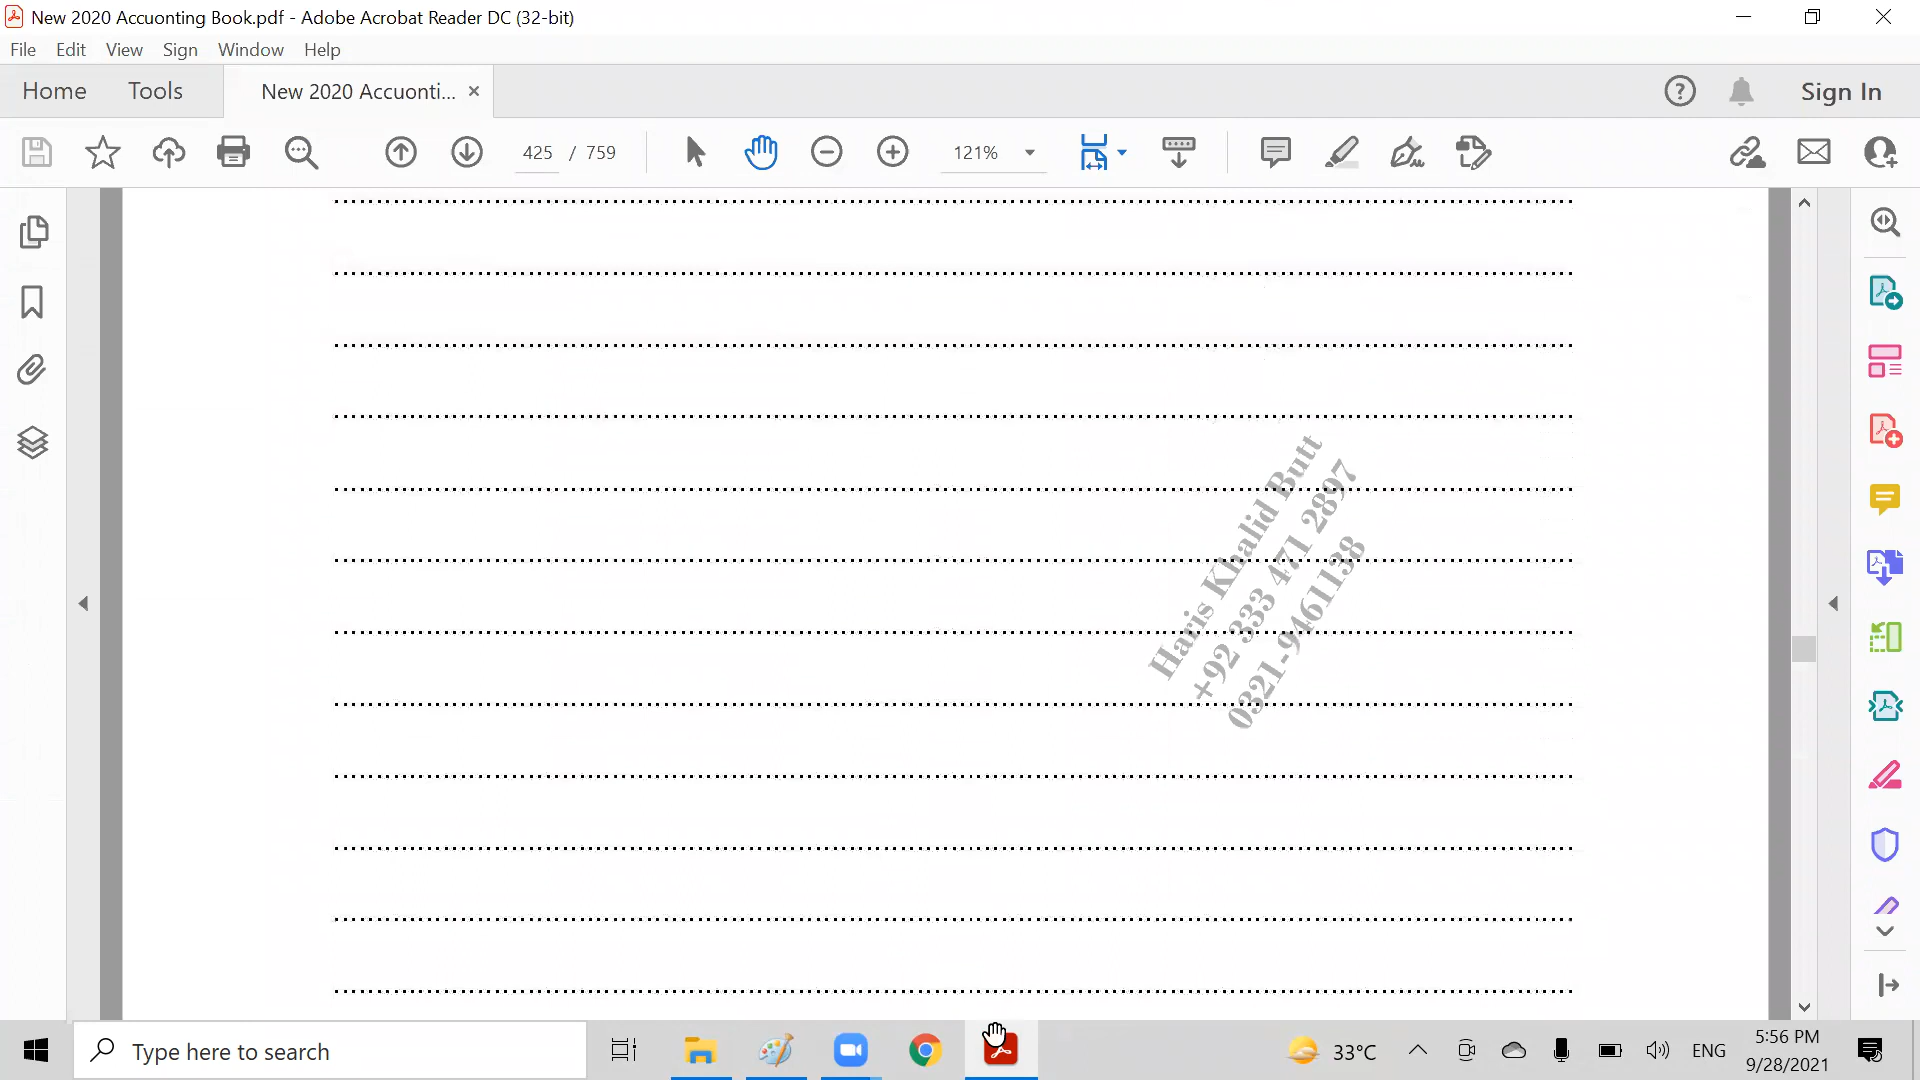 New 2020 Accuonting Book.pdf - Adobe Acrobat Reader DC (32-bit)
File Edit View Sign Window Help
Home Tools New 2020 Accuonti... Sign In
425 / 759 121%
Haris Khalid Butt
+92 333 471 2897
0321-9461138
Type here to search
33°C ENG
5:56 PM
9/28/2021